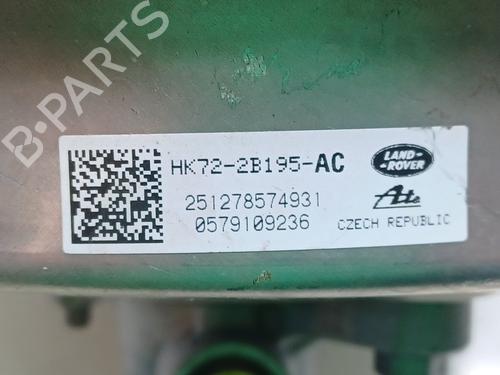 B-PARTS
HK72-2B195-AC
LAND-
ROVER
251278574931
0579109236
Ate
CZECH REPUBLIC